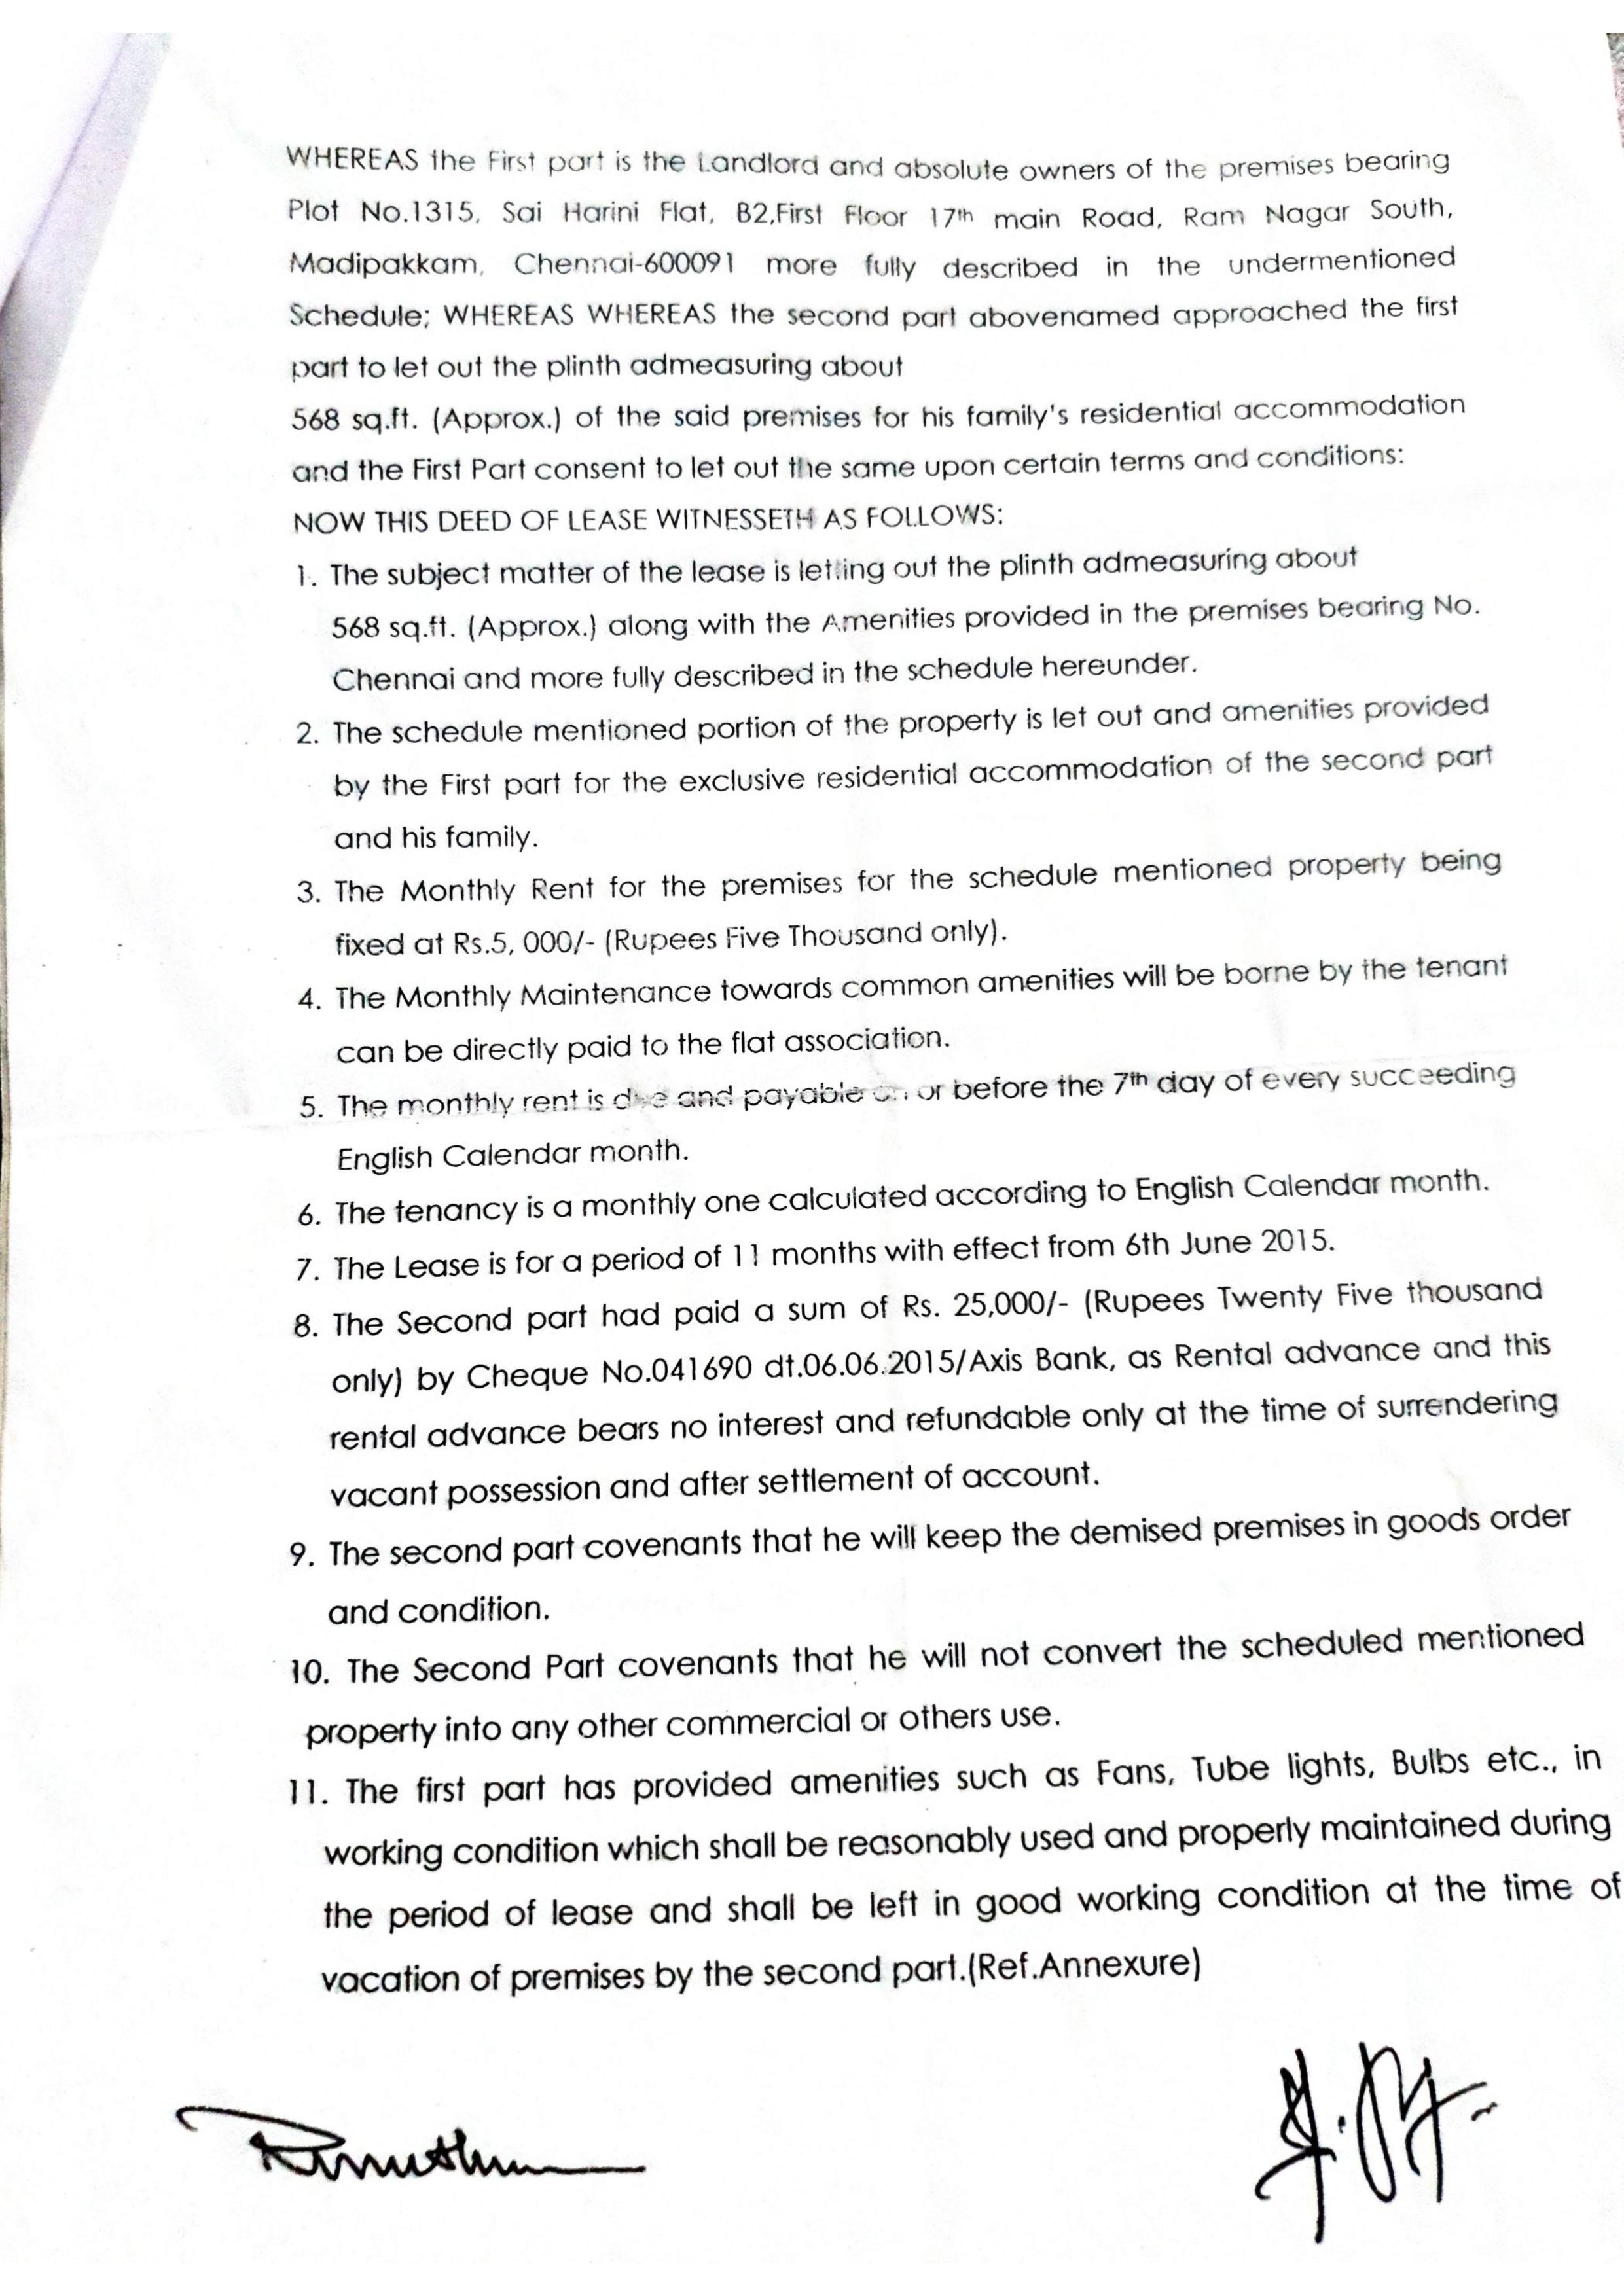 WHEREAS the First part is the Landlord and absolute owners of the premises bearing
Plot No.1315, Sai Harini Flat, B2,First Floor 17th main Road, Ram Nagar South,
Madipakkam, Chennai-600091 more fully described in the undermentioned
Schedule; WHEREAS WHEREAS the second part abovenamed approached the first
part to let out the plinth admeasuring about
568 sq.ft. (Approx.) of the said premises for his family's residential accommodation
and the First Part consent to let out the same upon certain terms and conditions:
NOW THIS DEED OF LEASE WITNESSETH AS FOLLOWS:
1. The subject matter of the lease is letting out the plinth admeasuring about
568 sq.ft. (Approx.) along with the Amenities provided in the premises bearing No.
Chennai and more fully described in the schedule hereunder.
2. The schedule mentioned portion of the property is let out and amenities provided
by the First part for the exclusive residential accommodation of the second part
and his family.
3. The Monthly Rent for the premises for the schedule mentioned property being
fixed at Rs.5, 000/- (Rupees Five Thousand only).
4. The Monthly Maintenance towards common amenities will be borne by the tenant
can be directly paid to the flat association.
5. The monthly rent is due and payable on or before the 7th day of every succeeding
English Calendar month.
6. The tenancy is a monthly one calculated according to English Calendar month.
7. The Lease is for a period of 11 months with effect from 6th June 2015.
8. The Second part had paid a sum of Rs. 25,000/- (Rupees Twenty Five thousand
only) by Cheque No.041690 dt.06.06.2015/Axis Bank, as Rental advance and this
rental advance bears no interest and refundable only at the time of surrendering
vacant possession and after settlement of account.
9. The second part covenants that he will keep the demised premises in goods order
and condition.
10. The Second Part covenants that he will not convert the scheduled mentioned
property into any other commercial or others use.
11. The first part has provided amenities such as Fans, Tube lights, Bulbs etc., in
working condition which shall be reasonably used and properly maintained during
the period of lease and shall be left in good working condition at the time of
vacation of premises by the second part.(Ref.Annexure)